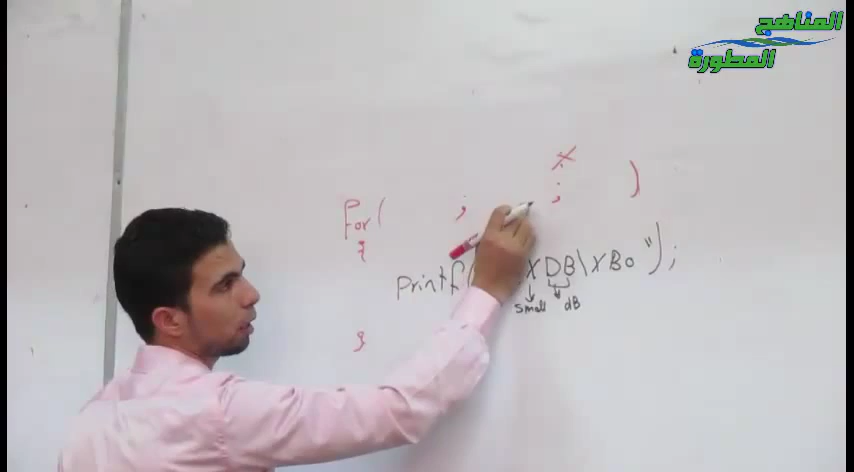 المناهج
المطورة
x
for( ; ; )
{
printf( XDB\XB0");
small dB
}